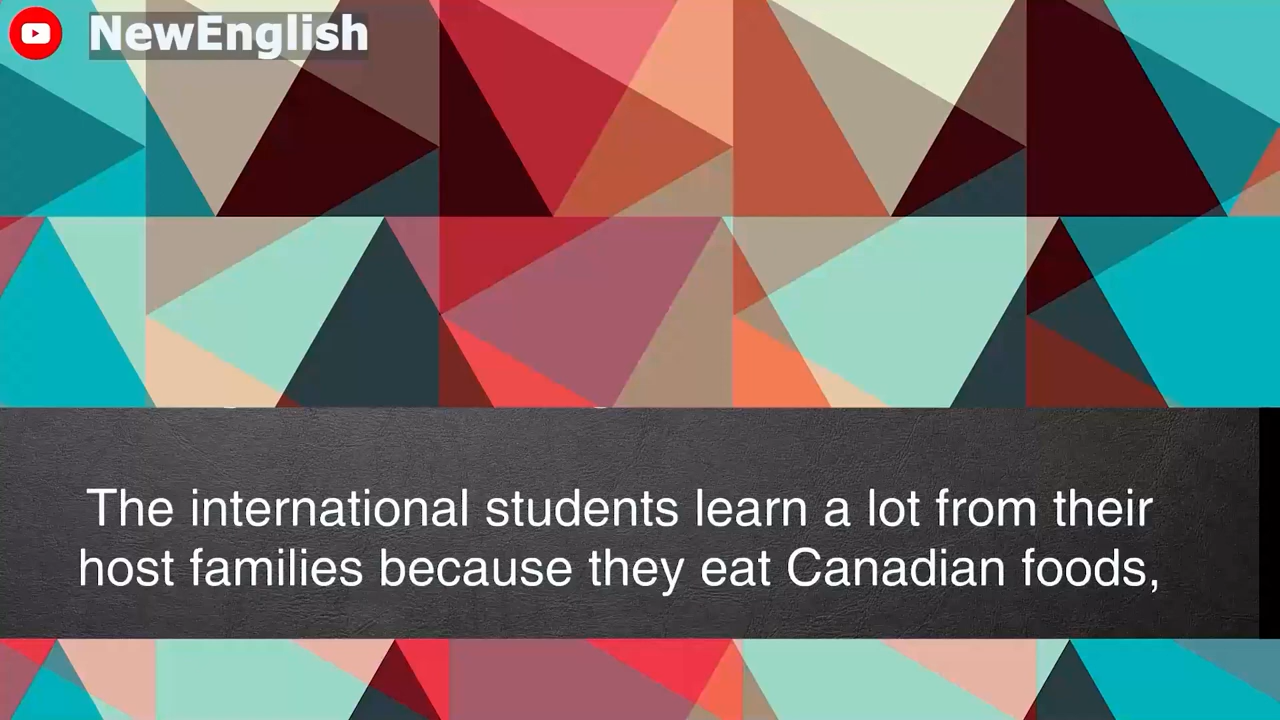 NewEnglish
The international students learn a lot from their
host families because they eat Canadian foods,